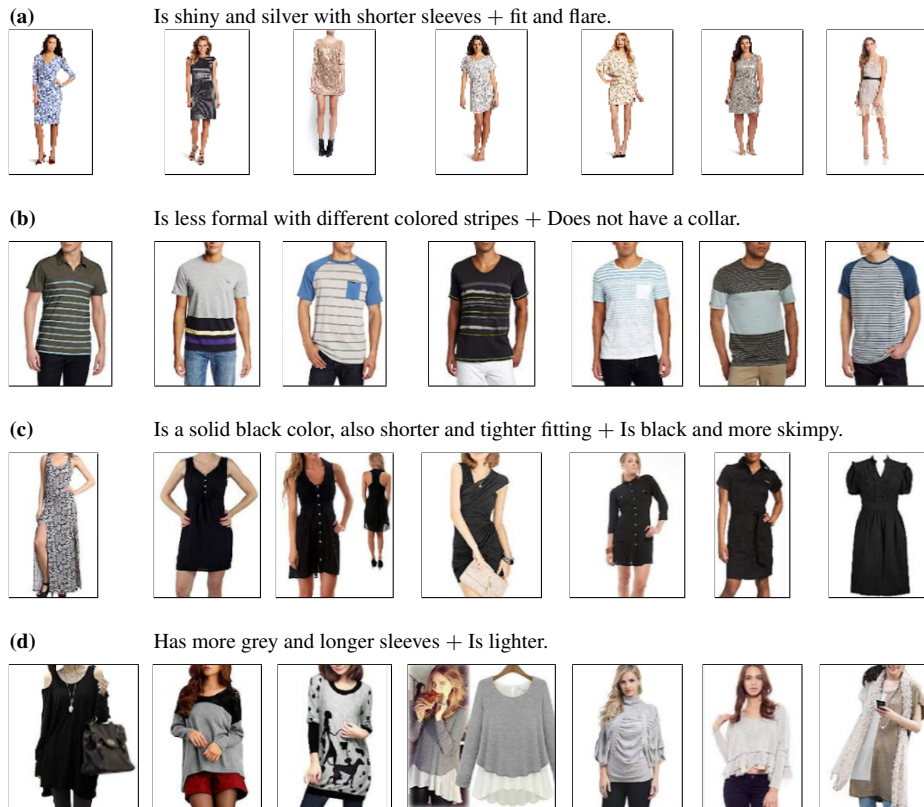 (a) Is shiny and silver with shorter sleeves + fit and flare.
(b) Is less formal with different colored stripes + Does not have a collar.
(c) Is a solid black color, also shorter and tighter fitting + Is black and more skimpy.
(d) Has more grey and longer sleeves + Is lighter.